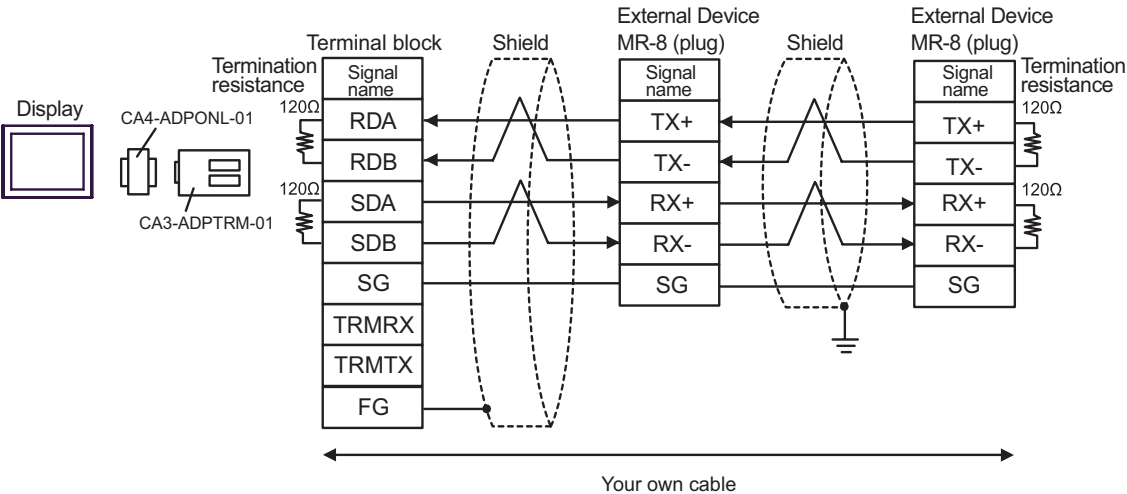 External Device
External Device
Terminal block
Shield
MR-8 (plug)
Shield
MR-8 (plug)
Termination
resistance
Signal
name
Signal
name
Signal
name
Termination
resistance
Display
CA4-ADPONL-01
CA3-ADPTRM-01
120Ω
RDA
TX+
TX+
120Ω
RDB
TX-
TX-
120Ω
SDA
RX+
RX+
120Ω
SDB
RX-
RX-
SG
SG
SG
TRMRX
TRMTX
FG
Your own cable